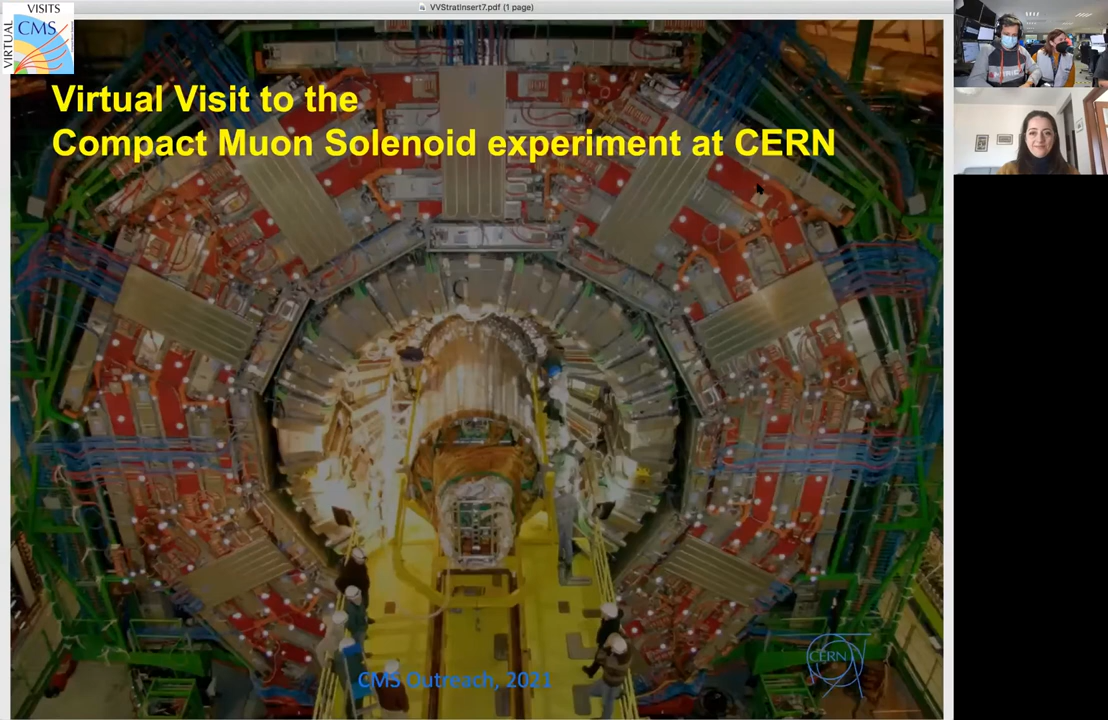 VVStratInsert7.pdf (1 page)
VISITS
VIRTUAL
CMS
Virtual Visit to the
Compact Muon Solenoid experiment at CERN
CMS Outreach, 2021
CERN